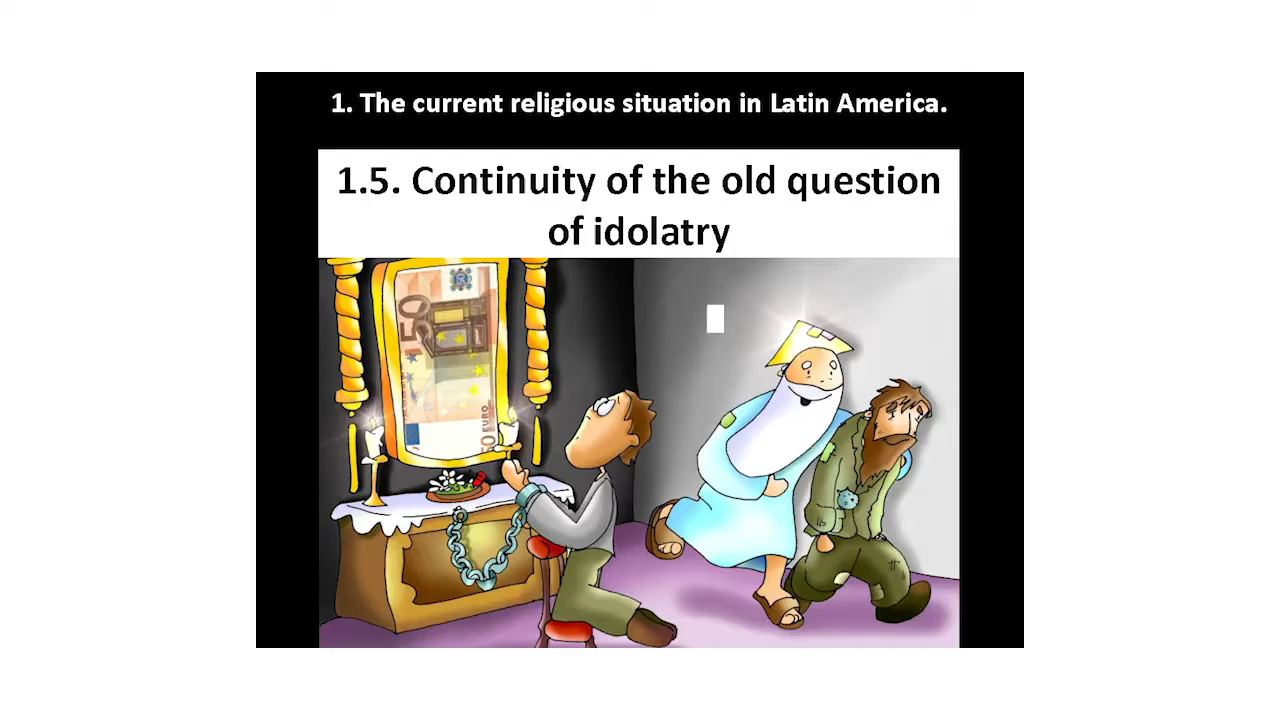 1. The current religious situation in Latin America.
1.5. Continuity of the old question
of idolatry
50
50 EURO